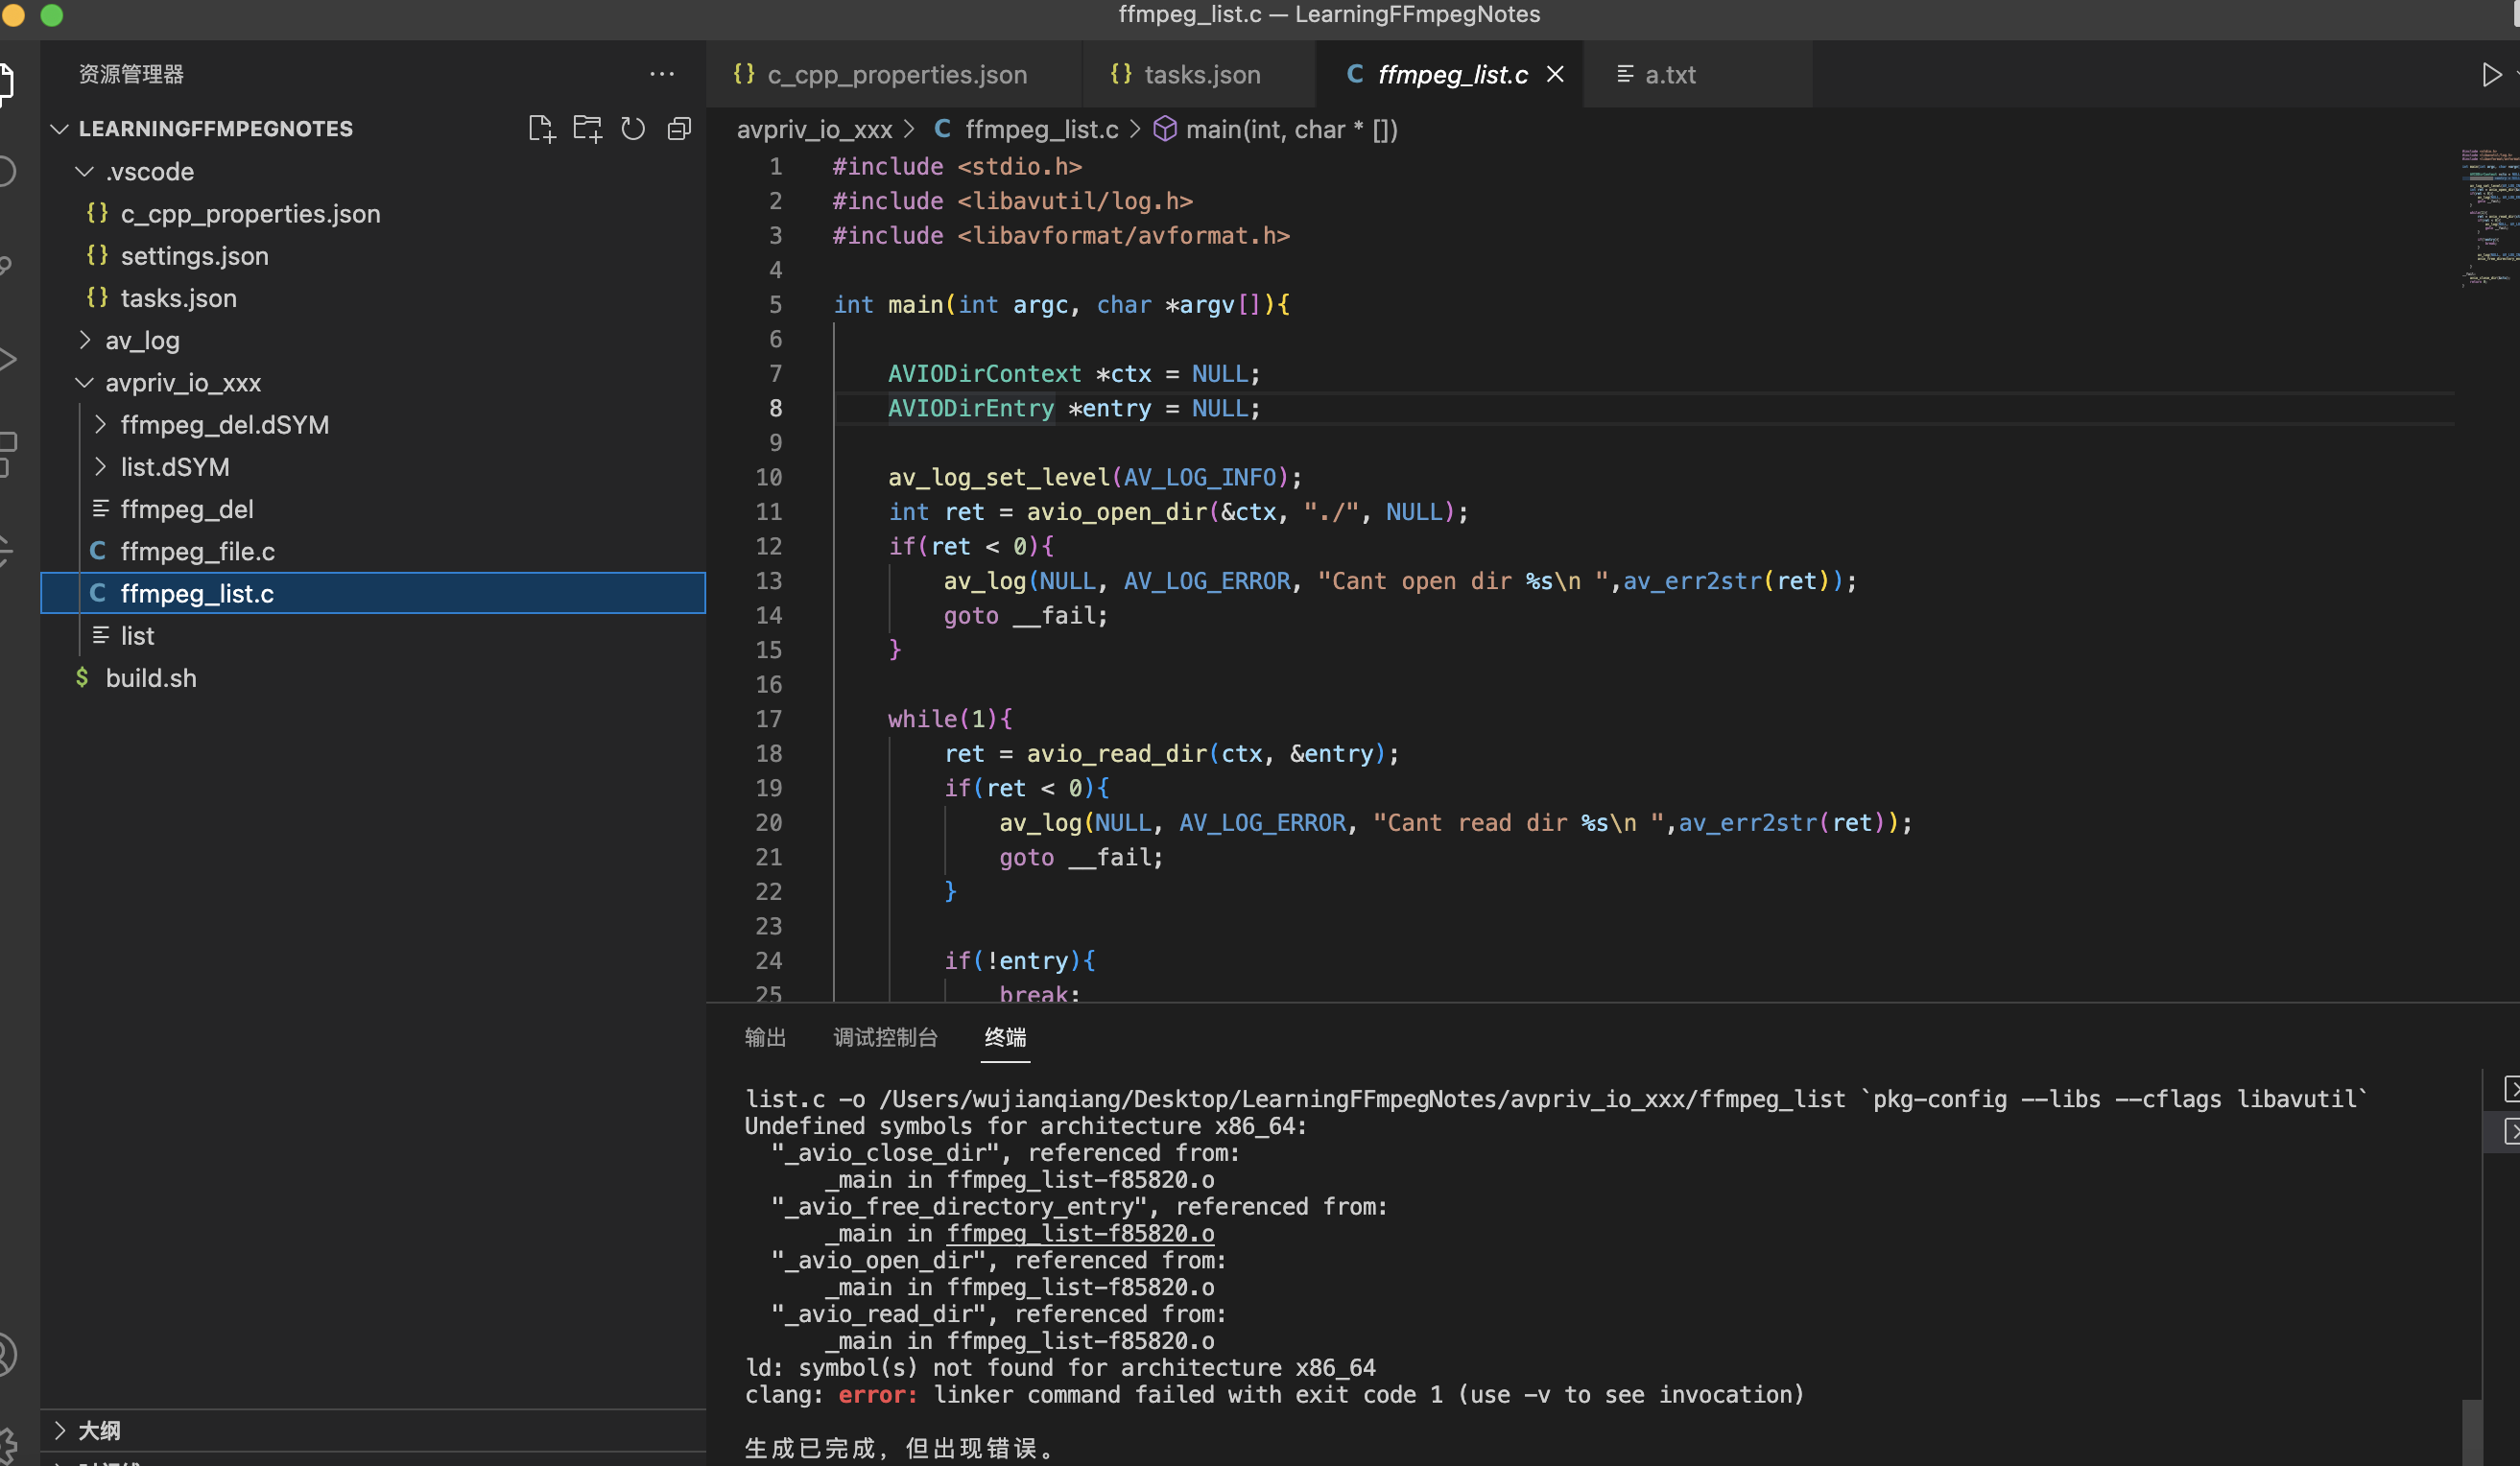 ffmpeg_list.c — LearningFFmpegNotes
资源管理器
LEARNINGFFMPEGNOTES
.vscode
{} c_cpp_properties.json
{} settings.json
{} tasks.json
av_log
avpriv_io_xxx
ffmpeg_del.dSYM
list.dSYM
ffmpeg_del
C ffmpeg_file.c
C ffmpeg_list.c
list
$ build.sh
大纲
{} c_cpp_properties.json {} tasks.json C ffmpeg_list.c a.txt
avpriv_io_xxx > C ffmpeg_list.c > main(int, char * [])
1 #include <stdio.h>
2 #include <libavutil/log.h>
3 #include <libavformat/avformat.h>
4
5 int main(int argc, char *argv[]){
6
7 AVIODirContext *ctx = NULL;
8 AVIODirEntry *entry = NULL;
9
10 av_log_set_level(AV_LOG_INFO);
11 int ret = avio_open_dir(&ctx, "./", NULL);
12 if(ret < 0){
13 av_log(NULL, AV_LOG_ERROR, "Cant open dir %s\n ",av_err2str(ret));
14 goto __fail;
15 }
16
17 while(1){
18 ret = avio_read_dir(ctx, &entry);
19 if(ret < 0){
20 av_log(NULL, AV_LOG_ERROR, "Cant read dir %s\n ",av_err2str(ret));
21 goto __fail;
22 }
23
24 if(!entry){
25 break;
输出 调试控制台 终端
list.c -o /Users/wujianqiang/Desktop/LearningFFmpegNotes/avpriv_io_xxx/ffmpeg_list `pkg-config --libs --cflags libavutil`
Undefined symbols for architecture x86_64:
"_avio_close_dir", referenced from:
_main in ffmpeg_list-f85820.o
"_avio_free_directory_entry", referenced from:
_main in ffmpeg_list-f85820.o
"_avio_open_dir", referenced from:
_main in ffmpeg_list-f85820.o
"_avio_read_dir", referenced from:
_main in ffmpeg_list-f85820.o
ld: symbol(s) not found for architecture x86_64
clang: error: linker command failed with exit code 1 (use -v to see invocation)
生成已完成，但出现错误。